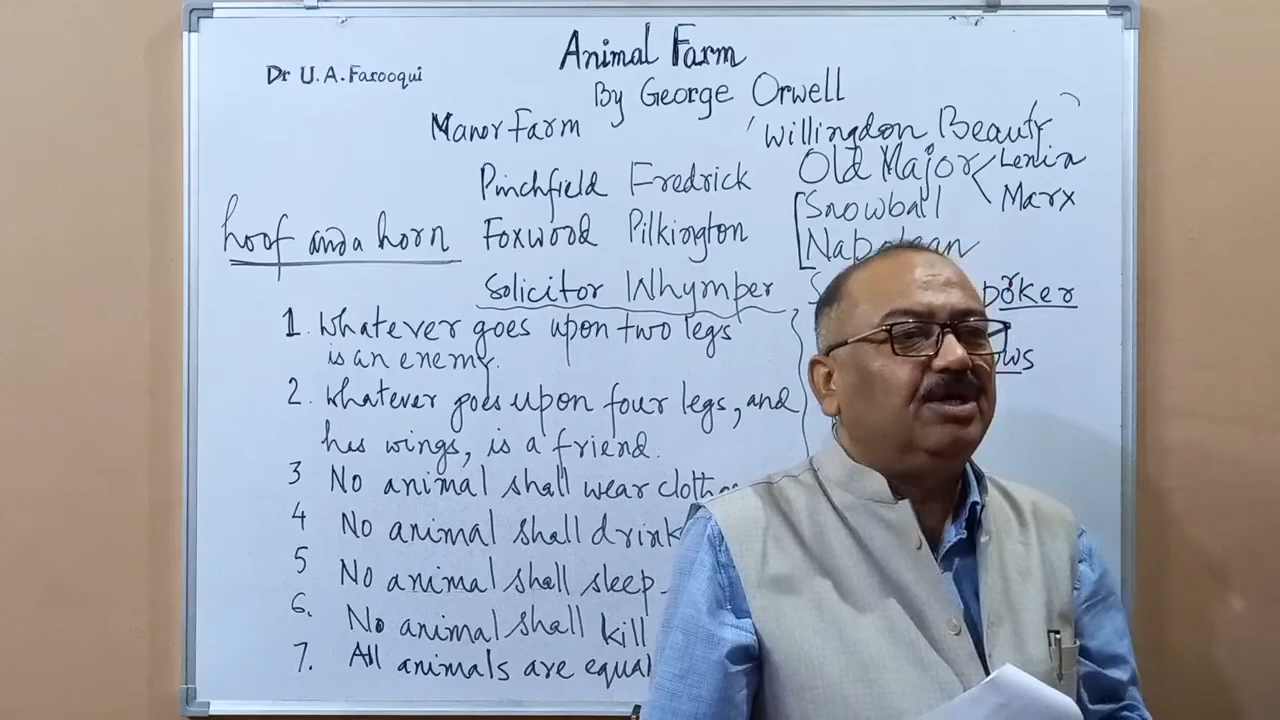 Animal Farm
Dr U.A. Farooqui
By George Orwell
Manor Farm
'Willingdon Beauty'
Pinchfield Fredrick
Old Major Lenin
Marx
Snowball
hoof and a horn
Foxwood Pilkington
Napolean
Solicitor Whymper
1. Whatever goes upon two legs
is an enemy.
2. Whatever goes upon four legs, and
has wings, is a friend.
3 No animal shall wear
4 No animal shall drink
5 No animal shall sleep
6. No animal shall kill
7. All animals are equal